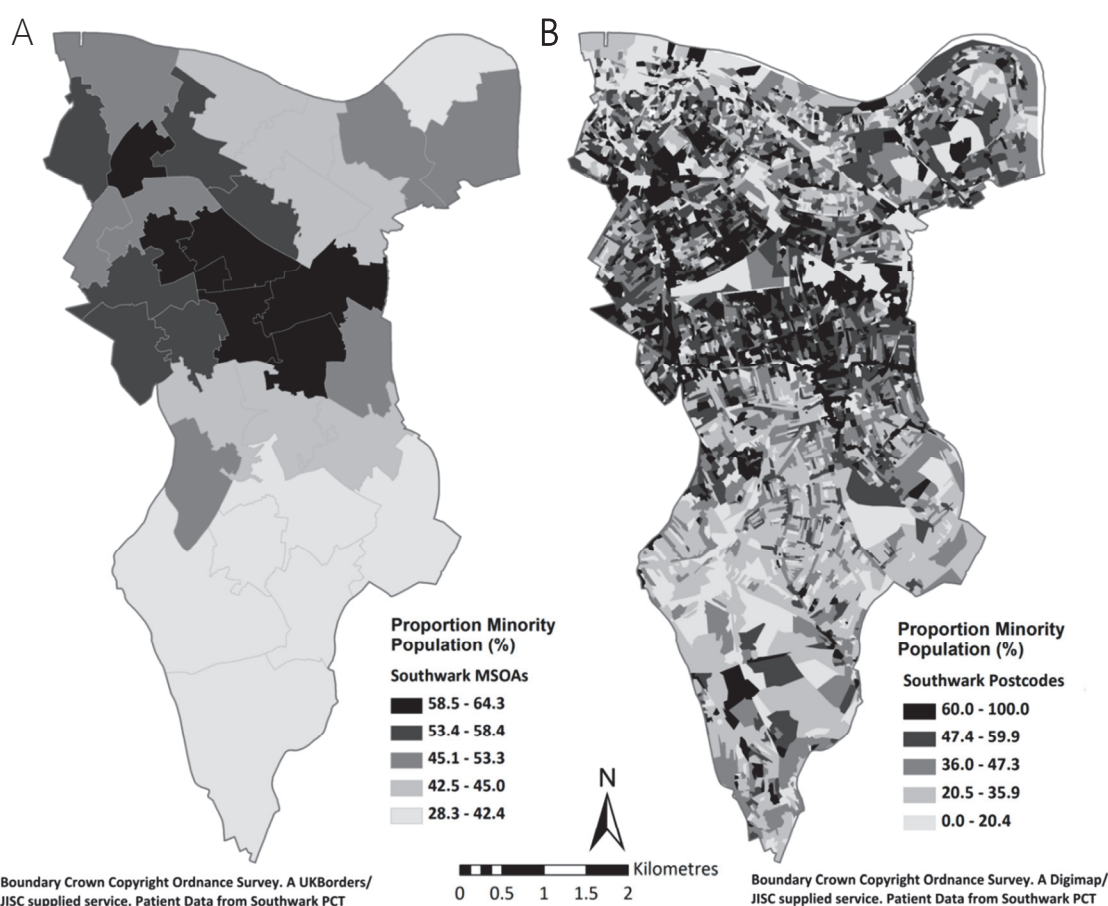 A
B
Proportion Minority
Population (%)
Southwark MSOAs
58.5 - 64.3
53.4 - 58.4
45.1 - 53.3
42.5 - 45.0
28.3 - 42.4
Proportion Minority
Population (%)
Southwark Postcodes
60.0 - 100.0
47.4 - 59.9
36.0 - 47.3
20.5 - 35.9
0.0 - 20.4
N
Kilometres
0 0.5 1 1.5 2
Boundary Crown Copyright Ordnance Survey. A UKBorders/
JISC supplied service. Patient Data from Southwark PCT
Boundary Crown Copyright Ordnance Survey. A Digimap/
JISC supplied service. Patient Data from Southwark PCT